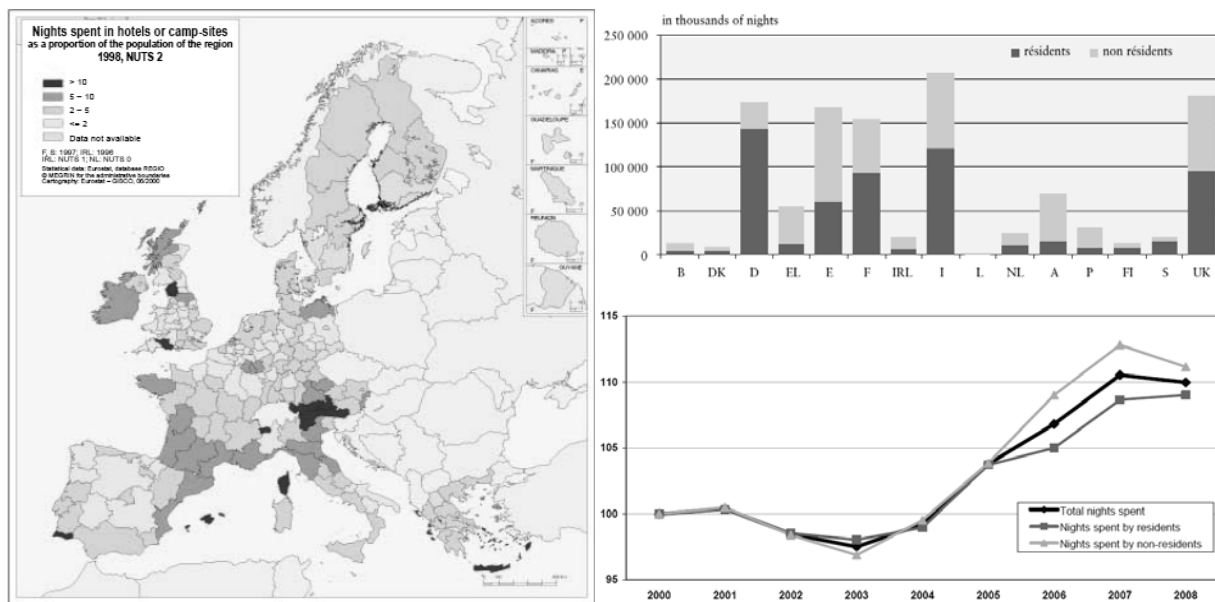 Nights spent in hotels or camp-sites
as a proportion of the population of the region
1998, NUTS 2
> 10
5 – 10
2 – 5
<= 2
Data not available
F, S: 1997; IRL: 1996
IRL: NUTS 1; NL: NUTS 0
Statistical data: Eurostat, database REGIO
© MEGRIN for the administrative boundaries
Cartography: Eurostat – GISCO, 06/2000
AÇORES P
MADEIRA P
CANARIAS E
GUADELOUPE
F
MARTINIQUE
F
REUNION
F
GUYANE
F
in thousands of nights
résidents non résidents
250 000
200 000
150 000
100 000
50 000
0
B DK D EL E F IRL I L NL A P FI S UK
115
110
105
100
95
Total nights spent
Nights spent by residents
Nights spent by non-residents
2000 2001 2002 2003 2004 2005 2006 2007 2008